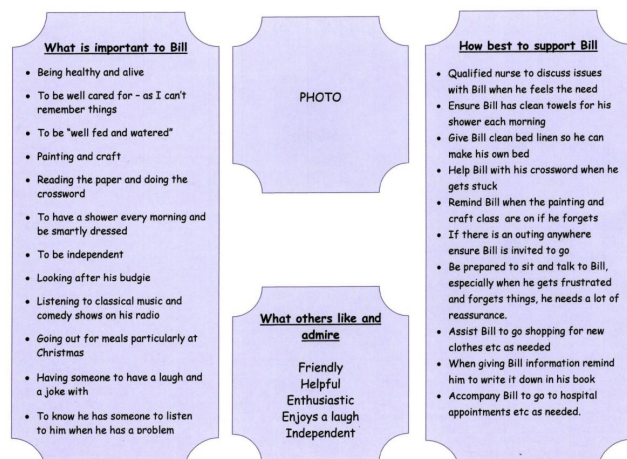 What is important to Bill
• Being healthy and alive
• To be well cared for – as I can't
remember things
• To be "well fed and watered"
• Painting and craft
• Reading the paper and doing the
crossword
• To have a shower every morning and
be smartly dressed
• To be independent
• Looking after his budgie
• Listening to classical music and
comedy shows on his radio
• Going out for meals particularly at
Christmas
• Having someone to have a laugh and
a joke with
• To know he has someone to listen
to him when he has a problem
PHOTO
What others like and
admire
Friendly
Helpful
Enthusiastic
Enjoys a laugh
Independent
How best to support Bill
• Qualified nurse to discuss issues
with Bill when he feels the need
• Ensure Bill has clean towels for his
shower each morning
• Give Bill clean bed linen so he can
make his own bed
• Help Bill with his crossword when he
gets stuck
• Remind Bill when the painting and
craft class are on if he forgets
• If there is an outing anywhere
ensure Bill is invited to go
• Be prepared to sit and talk to Bill,
especially when he gets frustrated
and forgets things, he needs a lot of
reassurance.
• Assist Bill to go shopping for new
clothes etc as needed
• When giving Bill information remind
him to write it down in his book
• Accompany Bill to go to hospital
appointments etc as needed.